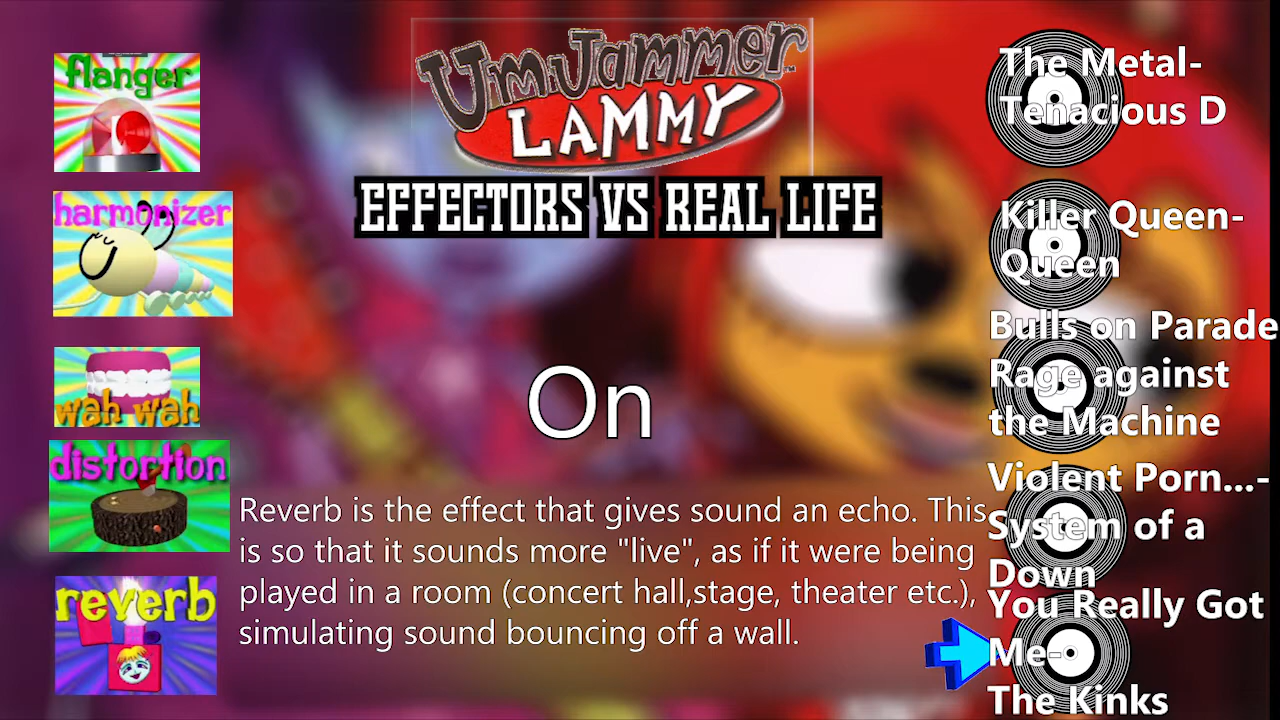 flanger
harmonizer
wah wah
distortion
reverb
UmJammer
LAMMY
EFFECTORS VS REAL LIFE
On
Reverb is the effect that gives sound an echo. This
is so that it sounds more "live", as if it were being
played in a room (concert hall,stage, theater etc.),
simulating sound bouncing off a wall.
The Metal-
Tenacious D
Killer Queen-
Queen
Bulls on Parade
Rage against
the Machine
Violent Porn...-
System of a
Down
You Really Got
Me-
The Kinks